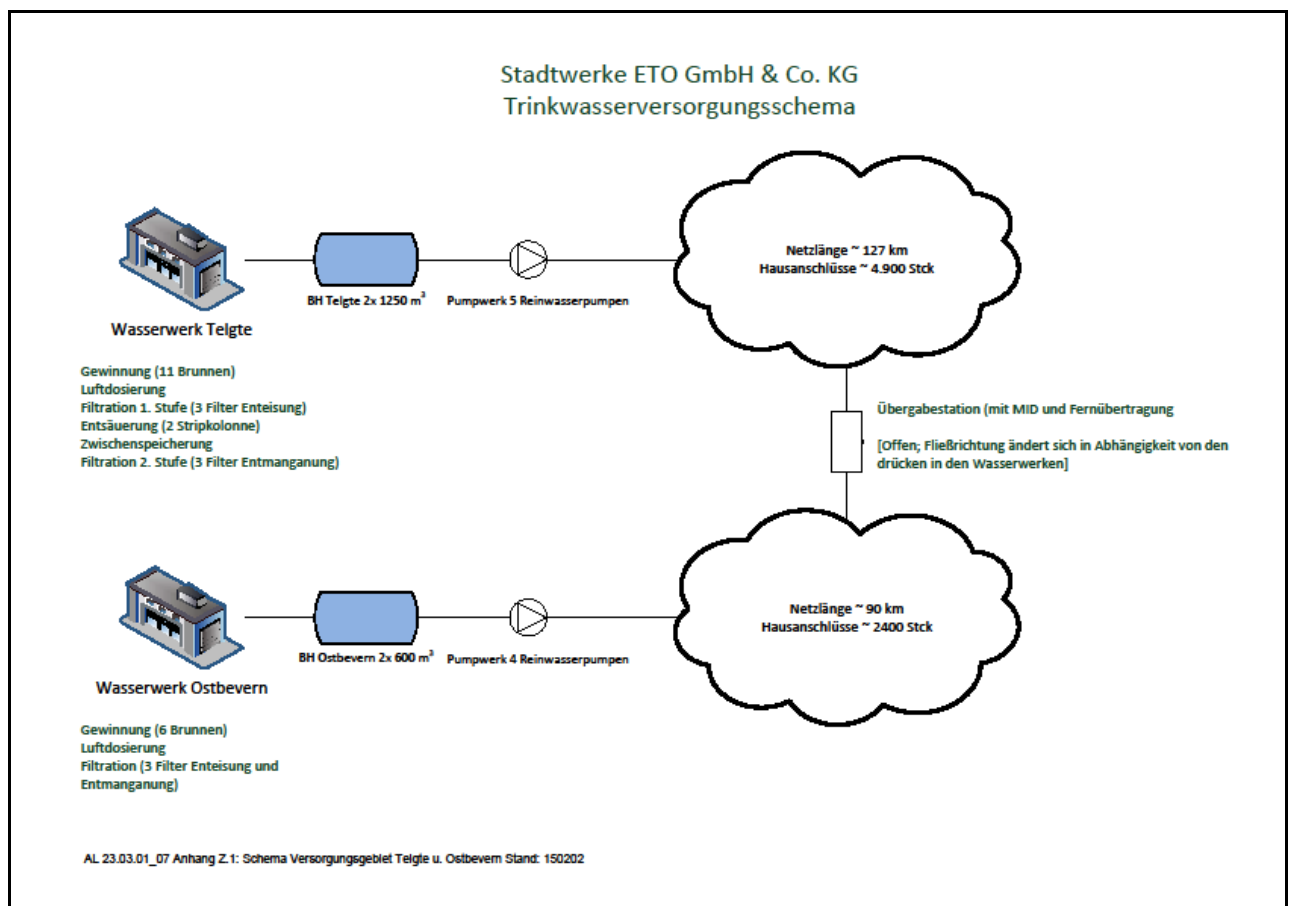 Stadtwerke ETO GmbH & Co. KG
Trinkwasserversorgungsschema
Netzlänge ~ 127 km
Hausanschlüsse ~ 4.900 Stck
BH Telgte 2x 1250 m³
Pumpwerk 5 Reinwasserpumpen
Wasserwerk Telgte
Gewinnung (11 Brunnen)
Luftdosierung
Filtration 1. Stufe (3 Filter Enteisung)
Entsäuerung (2 Stripkolonne)
Zwischenspeicherung
Filtration 2. Stufe (3 Filter Entmanganung)
Übergabestation (mit MID und Fernübertragung
[Offen; Fließrichtung ändert sich in Abhängigkeit von den
drücken in den Wasserwerken]
Netzlänge ~ 90 km
Hausanschlüsse ~ 2400 Stck
BH Ostbevern 2x 600 m³
Pumpwerk 4 Reinwasserpumpen
Wasserwerk Ostbevern
Gewinnung (6 Brunnen)
Luftdosierung
Filtration (3 Filter Enteisung und
Entmanganung)
AL 23.03.01_07 Anhang Z.1: Schema Versorgungsgebiet Telgte u. Ostbevern Stand: 150202